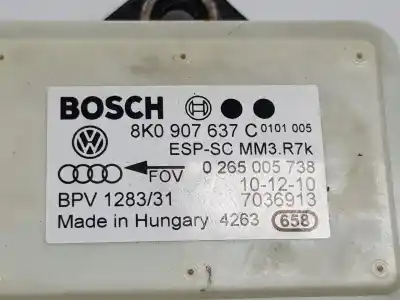 BOSCH
8K0 907 637 C 0101 005
ESP-SC MM3.R7k
FOV 0 265 005 738
10-12-10
BPV 1283/31 7036913
Made in Hungary 4263 658